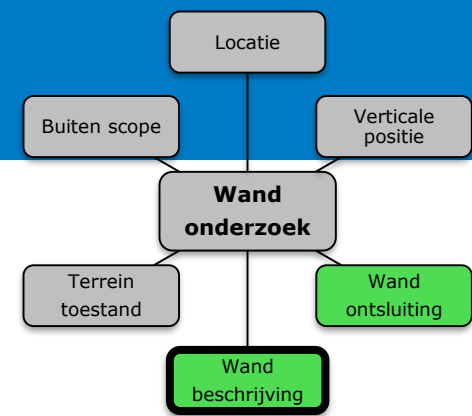 Locatie
Buiten scope
Verticale
positie
Wand
onderzoek
Terrein
toestand
Wand
ontsluiting
Wand
beschrijving